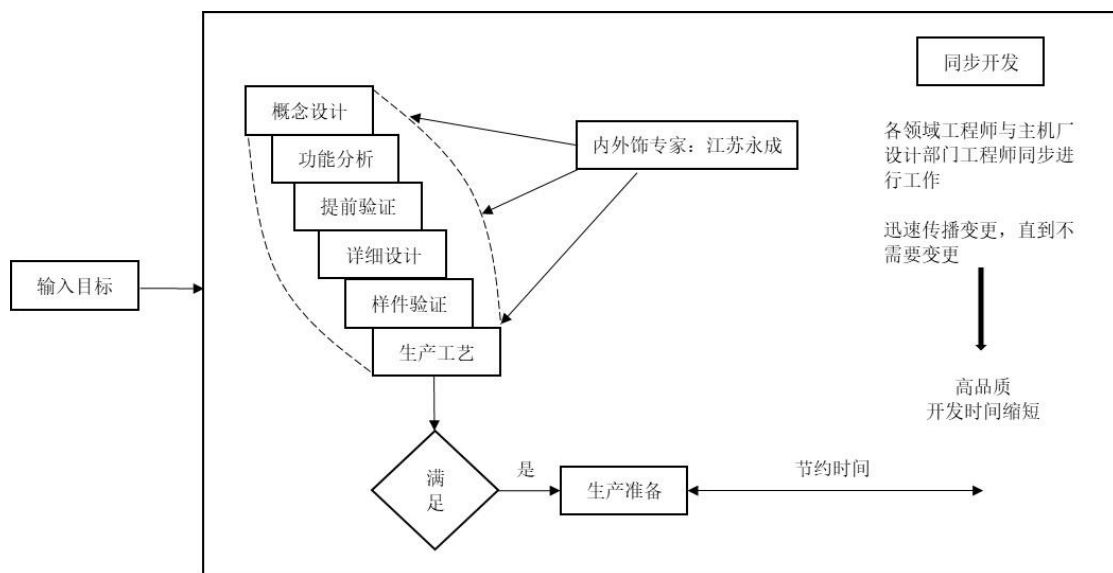 同步开发
概念设计
功能分析
提前验证
详细设计
样件验证
生产工艺
内外饰专家：江苏永成
各领域工程师与主机厂
设计部门工程师同步进
行工作
迅速传播变更，直到不
需要变更
输入目标
高品质
开发时间缩短
满
足
是
生产准备
节约时间